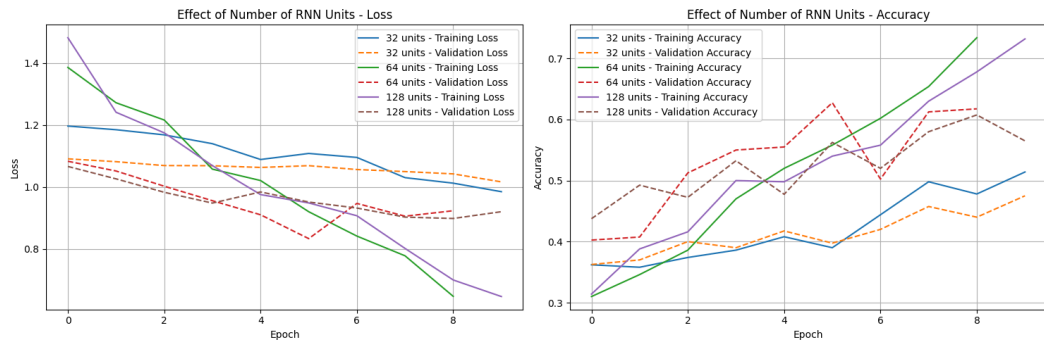 Effect of Number of RNN Units - Loss
32 units - Training Loss
32 units - Validation Loss
64 units - Training Loss
64 units - Validation Loss
128 units - Training Loss
128 units - Validation Loss
1.4
1.2
1.0
0.8
Loss
0
2
4
6
8
Epoch
Effect of Number of RNN Units - Accuracy
32 units - Training Accuracy
32 units - Validation Accuracy
64 units - Training Accuracy
64 units - Validation Accuracy
128 units - Training Accuracy
128 units - Validation Accuracy
0.7
0.6
0.5
0.4
0.3
Accuracy
0
2
4
6
8
Epoch